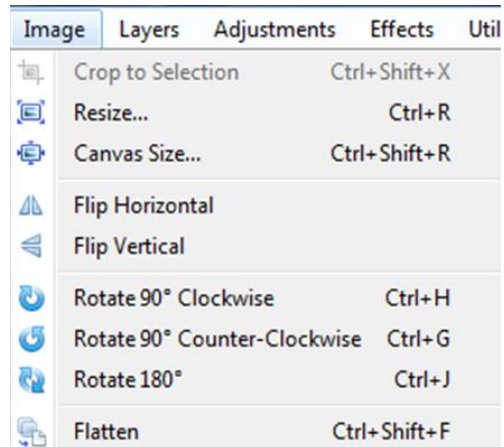 Image Layers Adjustments Effects Util
Crop to Selection Ctrl+Shift+X
Resize... Ctrl+R
Canvas Size... Ctrl+Shift+R
Flip Horizontal
Flip Vertical
Rotate 90° Clockwise Ctrl+H
Rotate 90° Counter-Clockwise Ctrl+G
Rotate 180° Ctrl+J
Flatten Ctrl+Shift+F